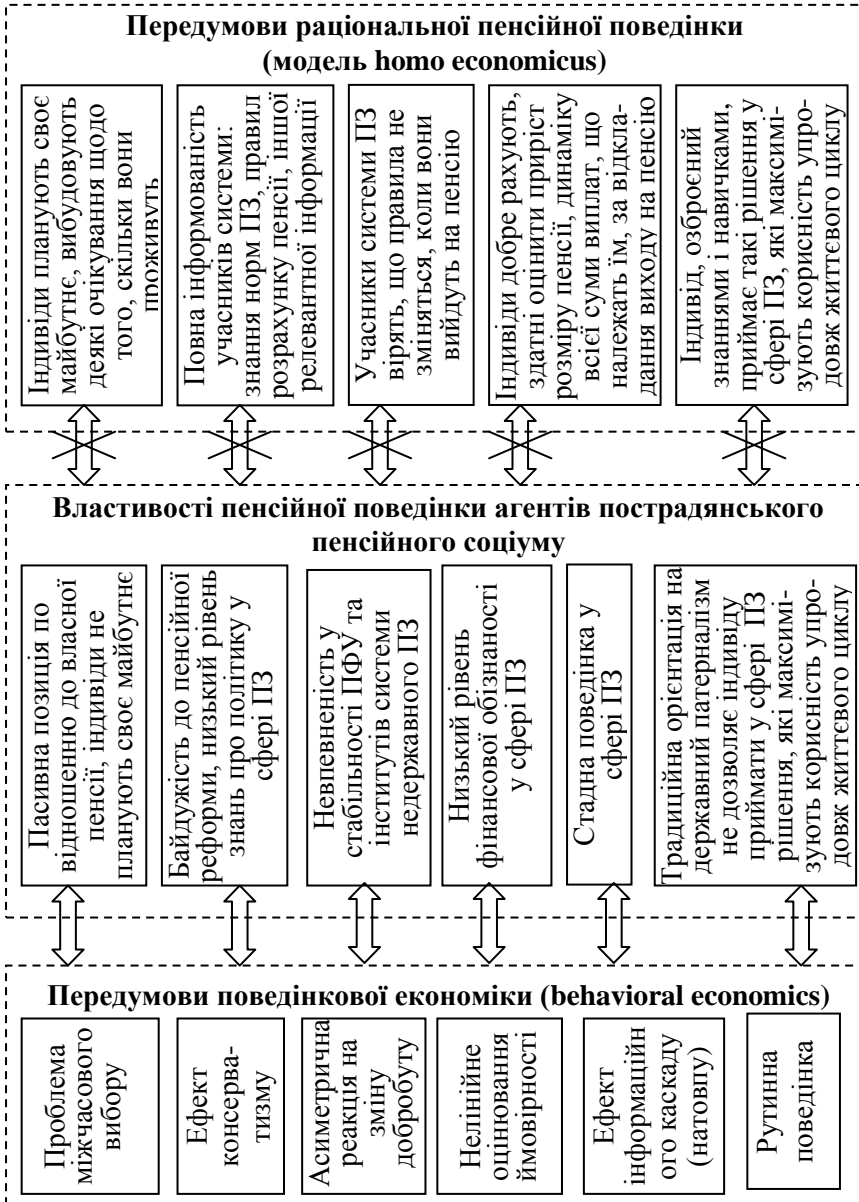 Передумови раціональної пенсійної поведінки
(модель homo economicus)
Індивіди планують своє
майбутнє, вибудовують
деякі очікування щодо
того, скільки вони
проживуть
Повна інформованість
учасників системи:
знання норм ПЗ, правил
розрахунку пенсії, іншої
релевантної інформації
Учасники системи ПЗ
вірять, що правила не
зміняться, коли вони
вийдуть на пенсію
Індивіди добре рахують,
здатні оцінити приріст
розміру пенсії, динаміку
всієї суми виплат, що
належать їм, за відкла-
дання виходу на пенсію
Індивід, озброєний
знаннями і навичками,
приймає такі рішення у
сфері ПЗ, які максимі-
зують корисність упро-
довж життєвого циклу
Властивості пенсійної поведінки агентів пострадянського
пенсійного соціуму
Пасивна позиція по
відношенню до власної
пенсії, індивіди не
планують своє майбутнє
Байдужість до пенсійної
реформи, низький рівень
знань про політику у
сфері ПЗ
Невпевненість у
стабільності ПФУ та
інститутів системи
недержавного ПЗ
Низький рівень
фінансової обізнаності
у сфері ПЗ
Стадна поведінка у
сфері ПЗ
Традиційна орієнтація на
державний патерналізм
не дозволяє індивіду
приймати у сфері ПЗ
рішення, які максимі-
зують корисність упро-
довж життєвого циклу
Передумови поведінкової економіки (behavioral economics)
Проблема
міжчасового
вибору
Ефект
консерва-
тизму
Асиметрична
реакція на
зміну
добробуту
Нелінійне
оцінювання
ймовірності
Ефект
інформаційн
ого каскаду
(натовпу)
Рутинна
поведінка